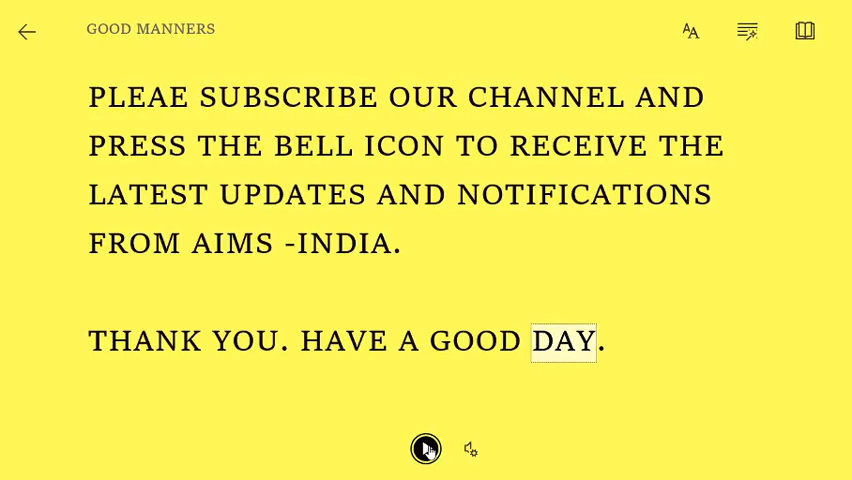 GOOD MANNERS
PLEAE SUBSCRIBE OUR CHANNEL AND
PRESS THE BELL ICON TO RECEIVE THE
LATEST UPDATES AND NOTIFICATIONS
FROM AIMS -INDIA.
THANK YOU. HAVE A GOOD DAY.